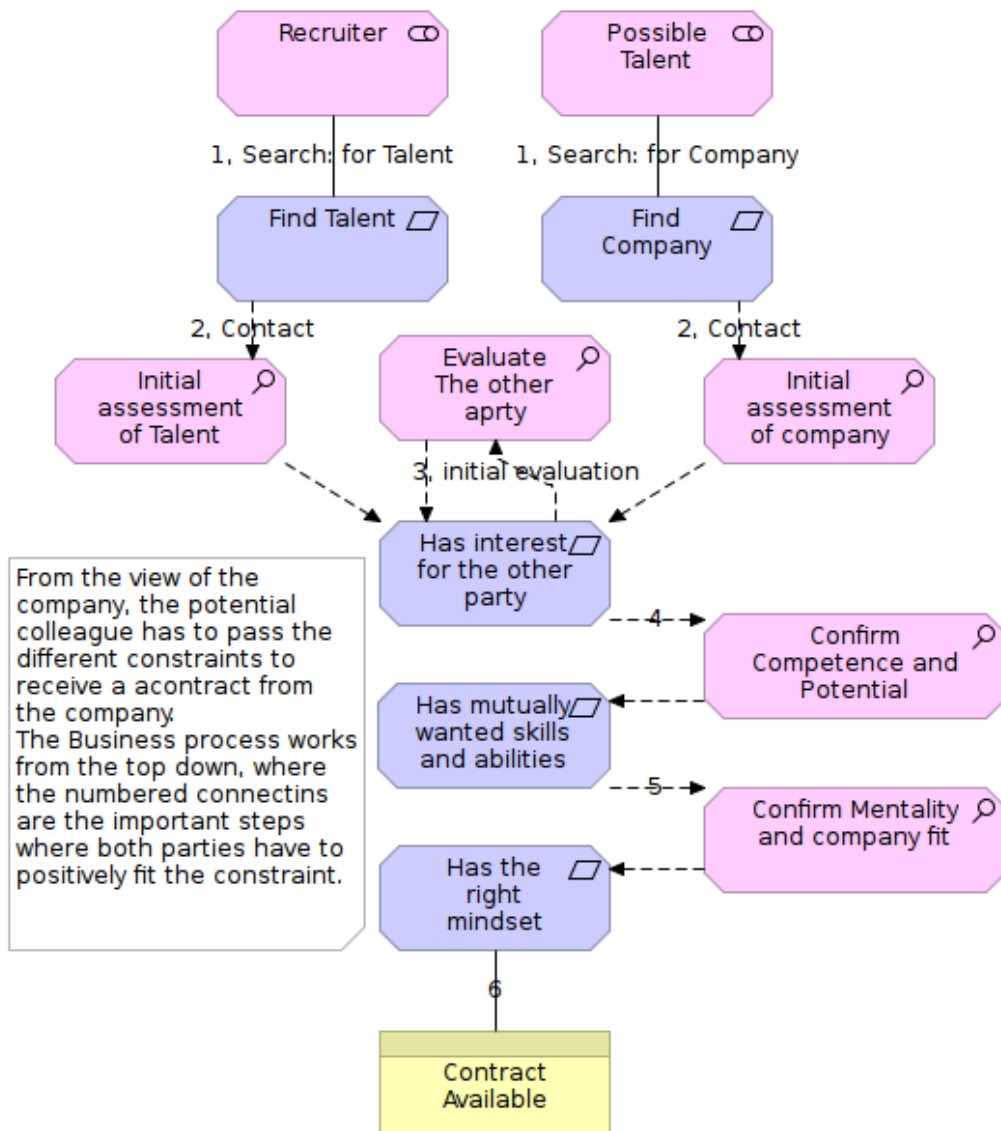 Recruiter
Possible
Talent
1, Search: for Talent
1, Search: for Company
Find Talent
Find
Company
2, Contact
2, Contact
Initial
assessment
of Talent
Evaluate
The other
aprty
Initial
assessment
of company
3, initial evaluation
Has interest
for the other
party
From the view of the
company, the potential
colleague has to pass the
different constraints to
receive a acontract from
the company.
The Business process works
from the top down, where
the numbered connectins
are the important steps
where both parties have to
positively fit the constraint.
4
Confirm
Competence and
Potential
Has mutually
wanted skills
and abilities
5
Confirm Mentality
and company fit
Has the
right
mindset
6
Contract
Available